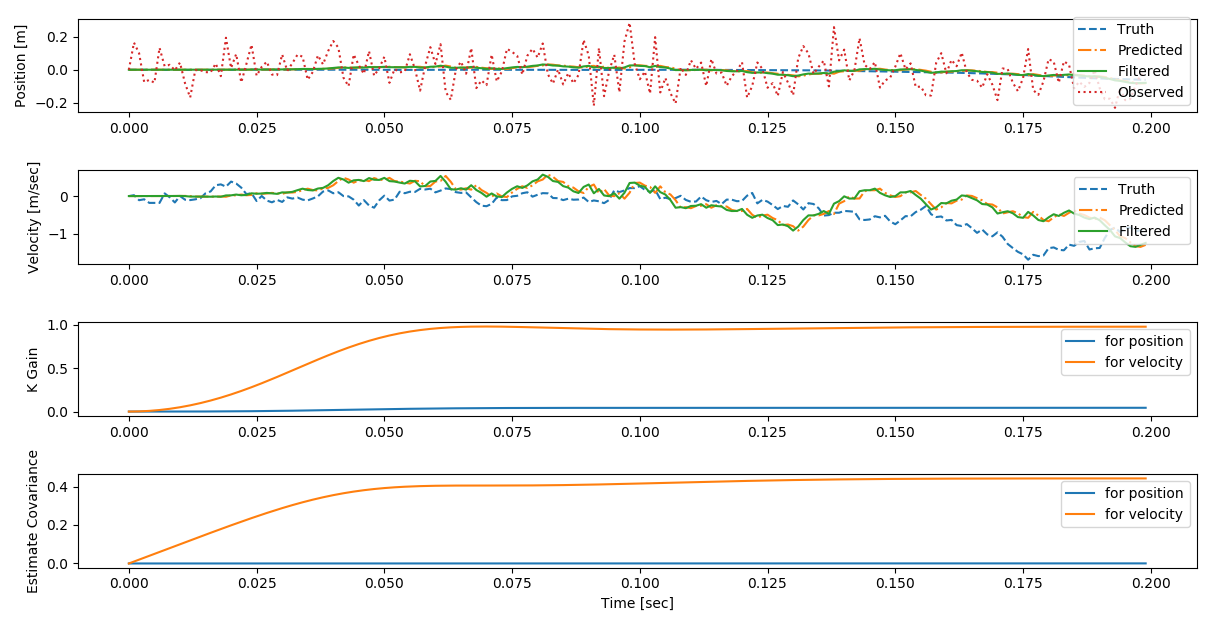 Position [m]
0.2
0.0
−0.2
Truth
Predicted
Filtered
Observed
0.000 0.025 0.050 0.075 0.100 0.125 0.150 0.175 0.200
Velocity [m/sec]
0
−1
Truth
Predicted
Filtered
0.000 0.025 0.050 0.075 0.100 0.125 0.150 0.175 0.200
K Gain
1.0
0.5
0.0
for position
for velocity
0.000 0.025 0.050 0.075 0.100 0.125 0.150 0.175 0.200
Estimate Covariance
0.4
0.2
0.0
for position
for velocity
0.000 0.025 0.050 0.075 0.100 0.125 0.150 0.175 0.200
Time [sec]